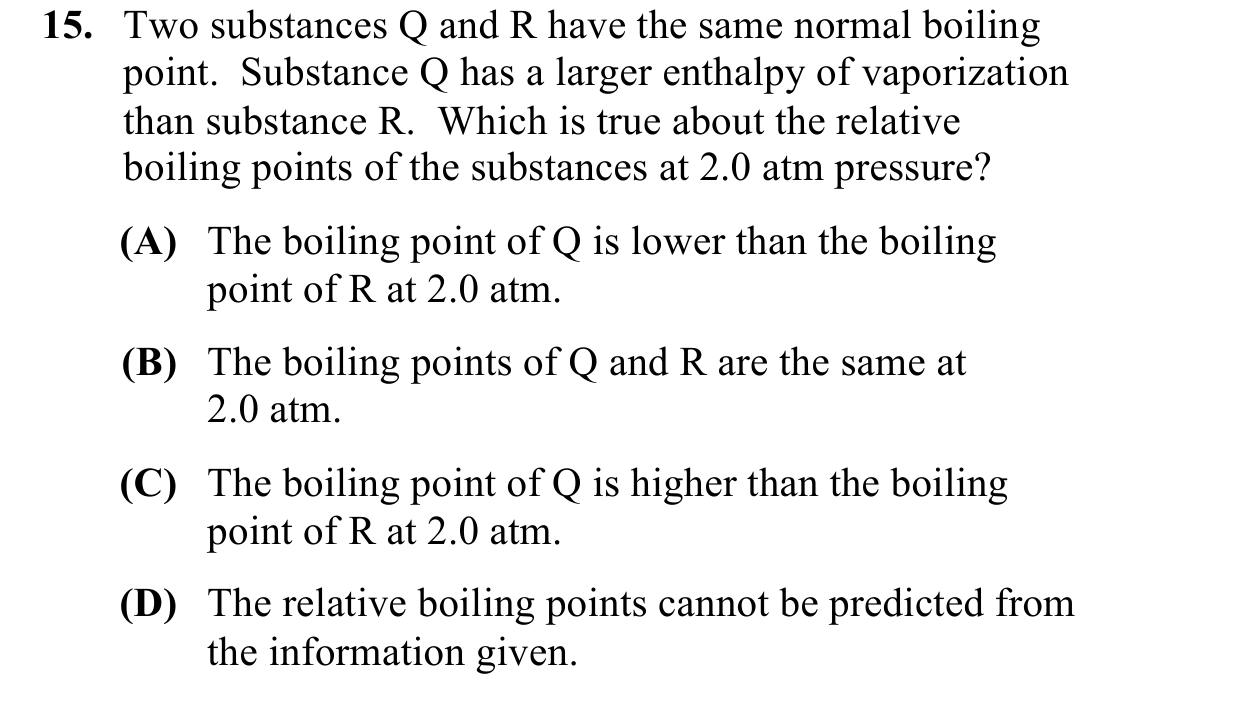 15. Two substances Q and R have the same normal boiling
point. Substance Q has a larger enthalpy of vaporization
than substance R. Which is true about the relative
boiling points of the substances at 2.0 atm pressure?
(A) The boiling point of Q is lower than the boiling
point of R at 2.0 atm.
(B) The boiling points of Q and R are the same at
2.0 atm.
(C) The boiling point of Q is higher than the boiling
point of R at 2.0 atm.
(D) The relative boiling points cannot be predicted from
the information given.